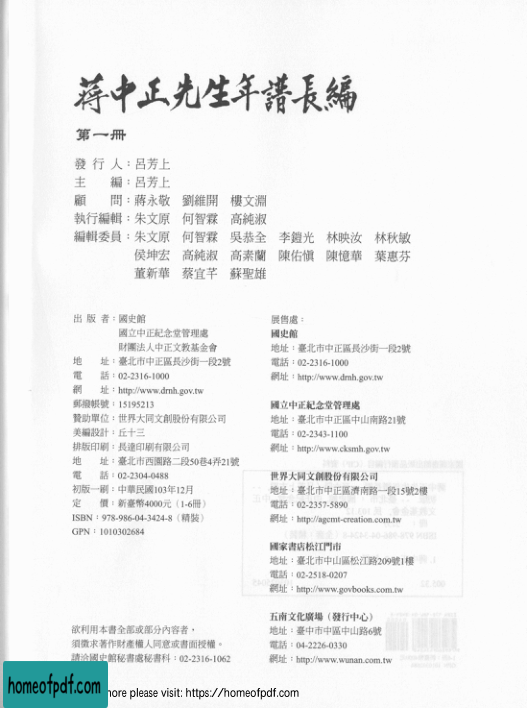 蔣中正先生年譜長編
第一冊
發 行 人：呂芳上
主　　編：呂芳上
顧　　問：蔣永敬　劉維開　樓文淵
執行編輯：朱文原　何智霖　高純淑
編輯委員：朱文原　何智霖　吳恭全　李鎧光　林映汝　林秋敏
侯坤宏　高純淑　高素蘭　陳佑慎　陳憶華　葉惠芬
董新華　蔡宜芊　蘇聖雄
出 版 者：國史館
國立中正紀念堂管理處
財團法人中正文教基金會
地　　址：臺北市中正區長沙街一段2號
電　　話：02-2316-1000
網　　址：http://www.drnh.gov.tw
郵撥帳號：15195213
贊助單位：世界大同文創股份有限公司
美編設計：丘十三
排版印刷：長達印刷有限公司
地　　址：臺北市西園路二段50巷4弄21號
電　　話：02-2304-0488
初版一刷：中華民國103年12月
定　　價：新臺幣4000元（1-6冊）
ISBN：978-986-04-3424-8（精裝）
GPN：1010302684
欲利用本書全部或部分內容者，
須徵求著作財產權人同意或書面授權。
請洽國史館秘書處秘書科：02-2316-1062
展售處：
國史館
地址：臺北市中正區長沙街一段2號
電話：02-2316-1000
網址：http://www.drnh.gov.tw
國立中正紀念堂管理處
地址：臺北市中正區中山南路21號
電話：02-2343-1100
網址：http://www.cksmh.gov.tw
世界大同文創股份有限公司
地址：臺北市中正區濟南路一段15號2樓
電話：02-2357-5890
網址：http://agcmt-creation.com.tw
國家書店松江門市
地址：臺北市中山區松江路209號1樓
電話：02-2518-0207
網址：http://www.govbooks.com.tw
五南文化廣場（發行中心）
地址：臺中市中區中山路6號
電話：04-2226-0330
網址：http://www.wunan.com.tw
homeofpdf.com
ore please visit: https://homeofpdf.com